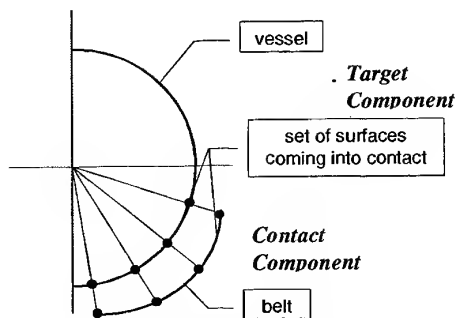 vessel
Target
Component
set of surfaces
coming into contact
Contact
Component
belt